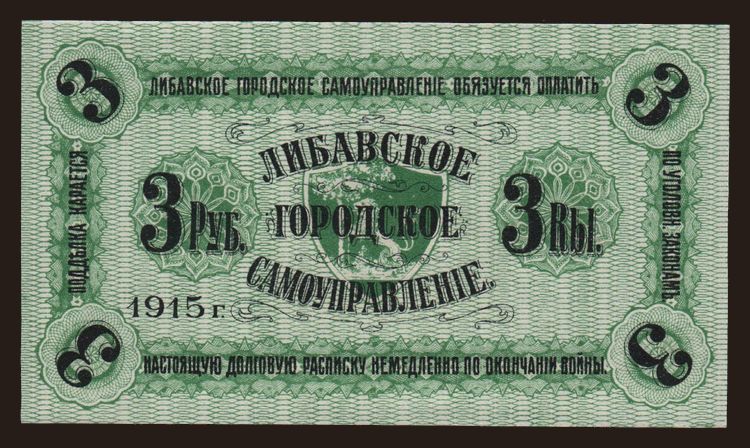 3
3
ЛИБАВСКОЕ ГОРОДСКОЕ САМОУПРАВЛЕНІЕ ОБЯЗУЕТСЯ ОПЛАТИТЬ
ПОДДѢЛКА КАРАЕТСЯ
ЛИБАВСКОЕ
3 РУБ.
ГОРОДСКОЕ
3 Rbl.
САМОУПРАВЛЕНІЕ.
1915 г.
ПО УГОЛОВН. ЗАКОНАМЪ
НАСТОЯЩУЮ ДОЛГОВУЮ РАСПИСКУ НЕМЕДЛЕННО ПО ОКОНЧАНІИ ВОЙНЫ.
3
3